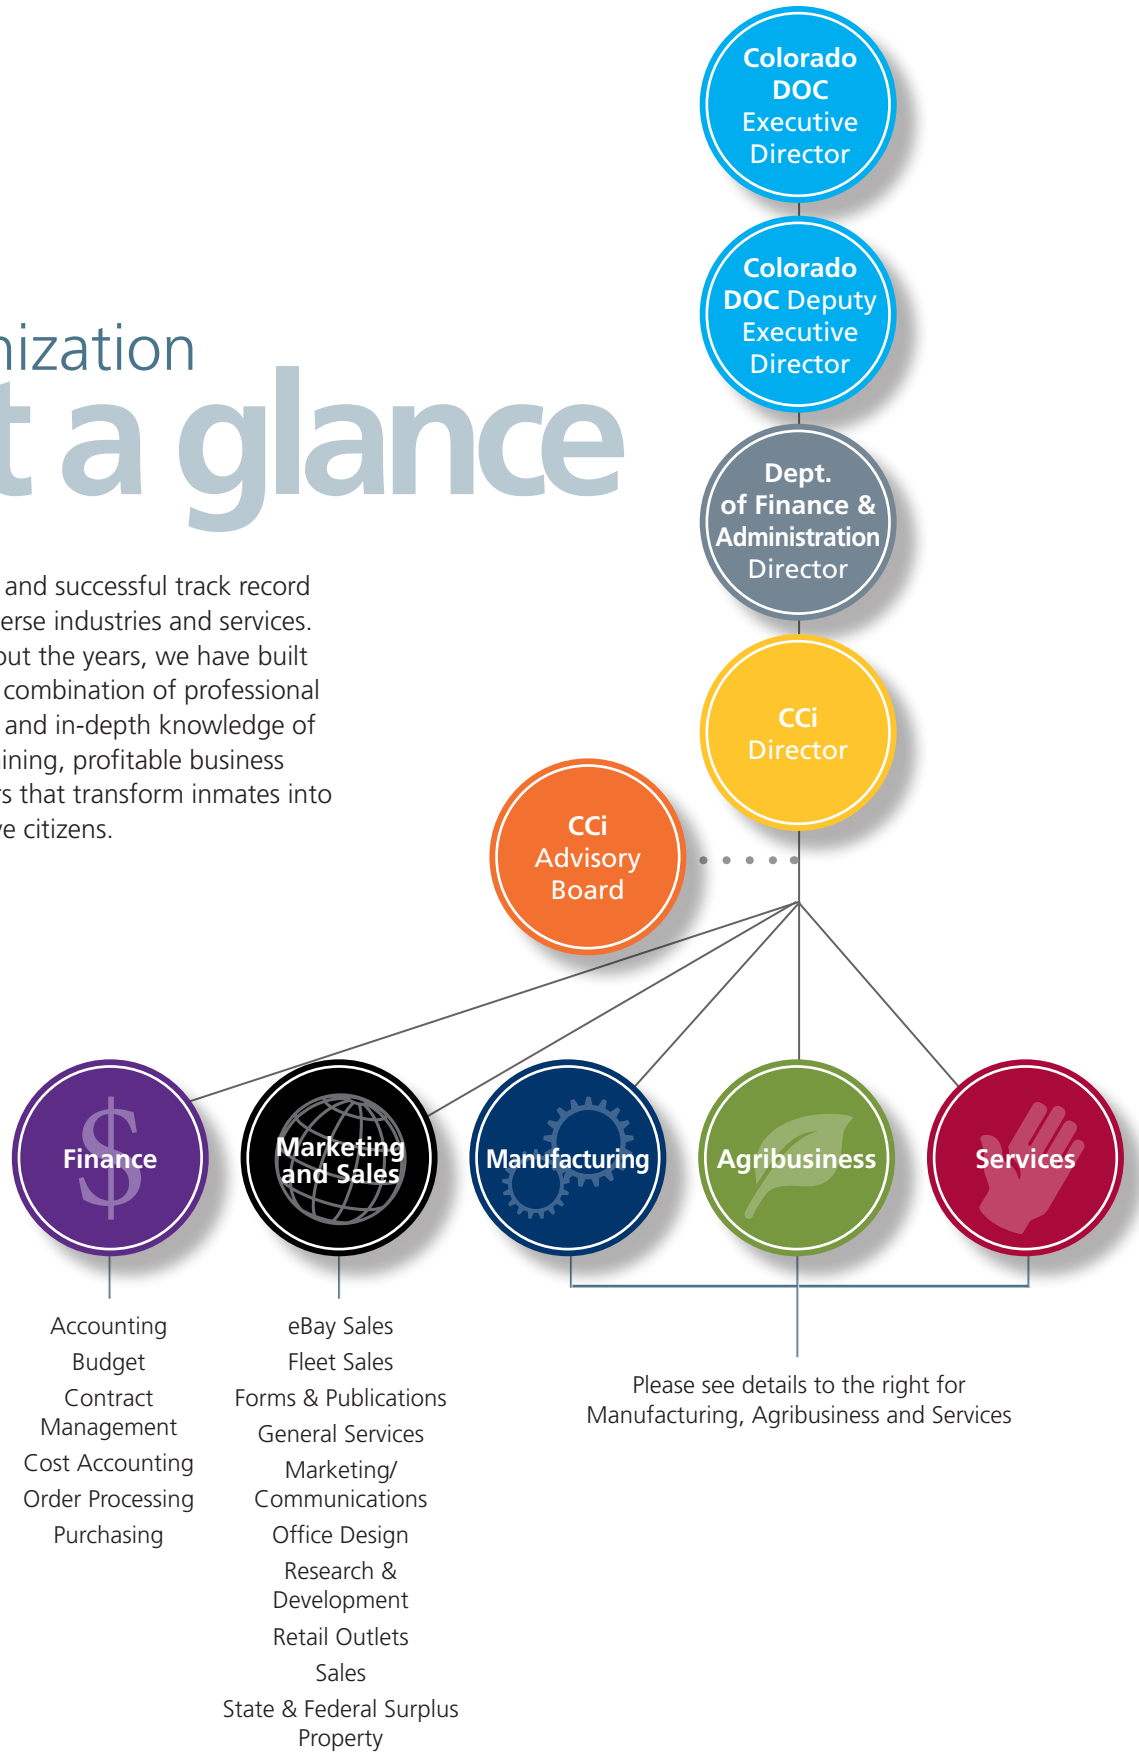 Colorado
DOC
Executive
Director
Colorado
DOC Deputy
Executive
Director
nization
t a glance
Dept.
of Finance &
Administration
Director
and successful track record
erse industries and services.
out the years, we have built
combination of professional
and in-depth knowledge of
ining, profitable business
rs that transform inmates into
ve citizens.
CCi
Director
CCi
Advisory
Board
Finance
Marketing
and Sales
Manufacturing
Agribusiness
Services
Accounting
Budget
Contract
Management
Cost Accounting
Order Processing
Purchasing
eBay Sales
Fleet Sales
Forms & Publications
General Services
Marketing/
Communications
Office Design
Research &
Development
Retail Outlets
Sales
State & Federal Surplus
Property
Please see details to the right for
Manufacturing, Agribusiness and Services